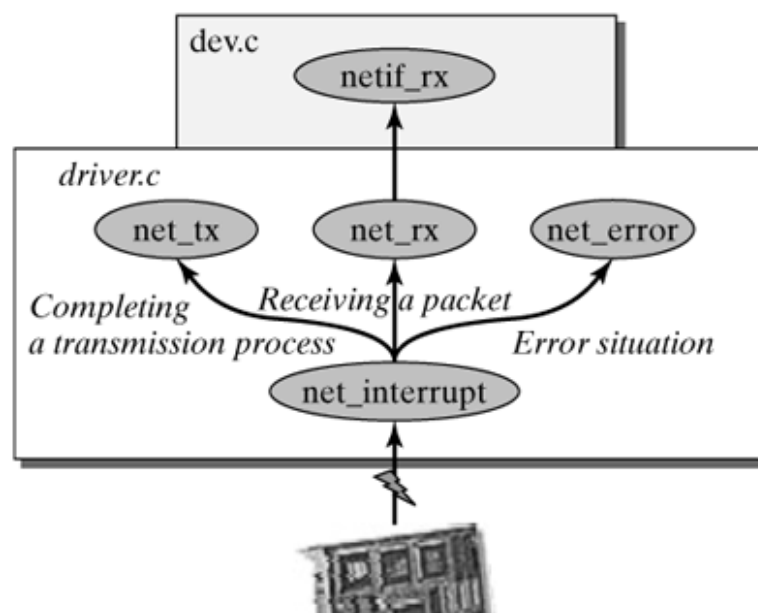 dev.c
netif_rx
driver.c
net_tx
net_rx
net_error
Completing
a transmission process
Receiving a packet
Error situation
net_interrupt